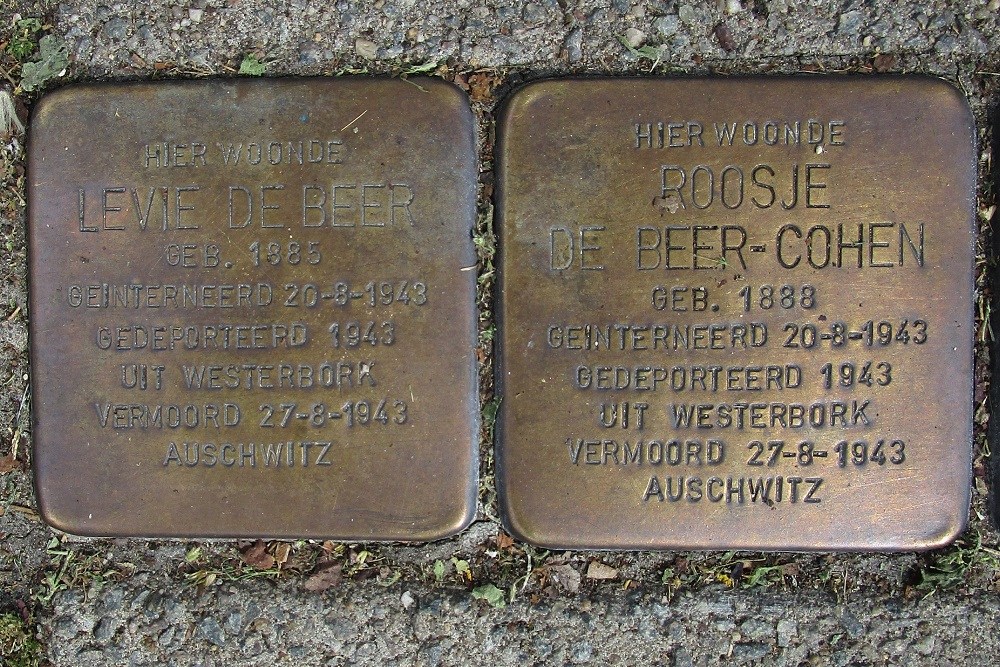 HIER WOONDE
LEVIE DE BEER
GEB. 1885
GEINTERNEERD 20-8-1943
GEDEPORTEERD 1943
UIT WESTERBORK
VERMOORD 27-8-1943
AUSCHWITZ
HIER WOONDE
ROOSJE
DE BEER-COHEN
GEB. 1888
GEINTERNEERD 20-8-1943
GEDEPORTEERD 1943
UIT WESTERBORK
VERMOORD 27-8-1943
AUSCHWITZ